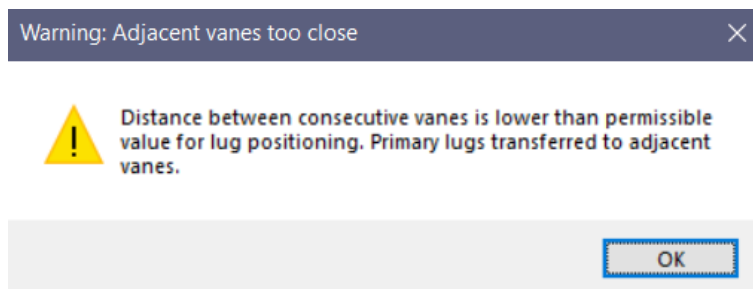 Warning: Adjacent vanes too close
Distance between consecutive vanes is lower than permissible
value for lug positioning. Primary lugs transferred to adjacent
vanes.
OK